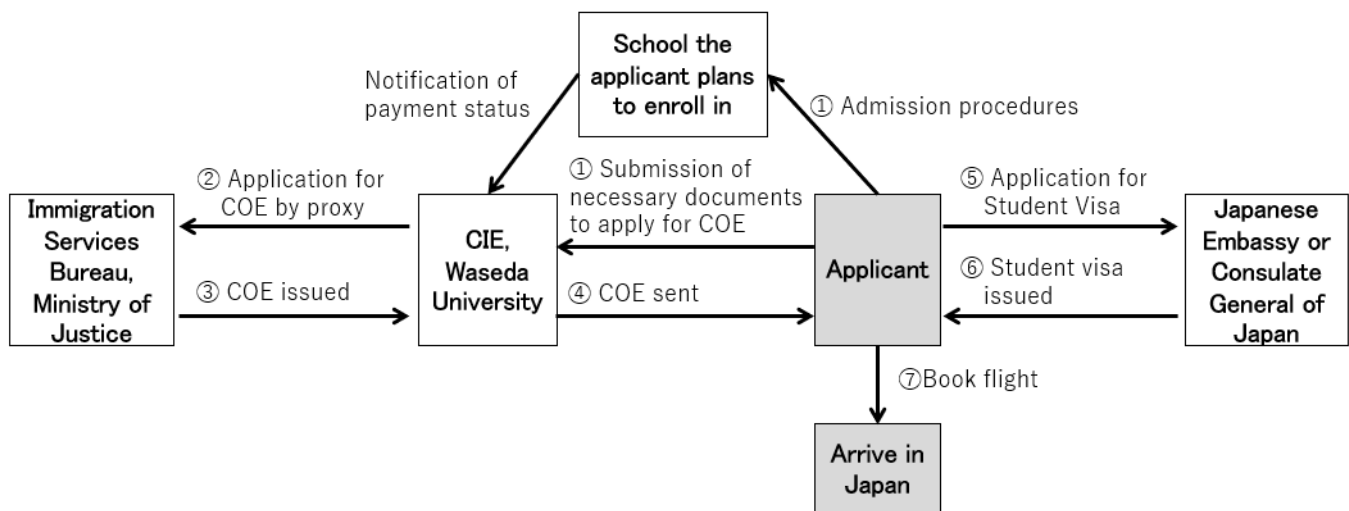 School the
applicant plans
to enroll in
Notification of
payment status
① Admission procedures
② Application for
COE by proxy
① Submission of
necessary documents
to apply for COE
⑤ Application for
Student Visa
Immigration
Services
Bureau,
Ministry of
Justice
CIE,
Waseda
University
Applicant
Japanese
Embassy or
Consulate
General of
Japan
③ COE issued
④ COE sent
⑥ Student visa
issued
⑦Book flight
Arrive in
Japan